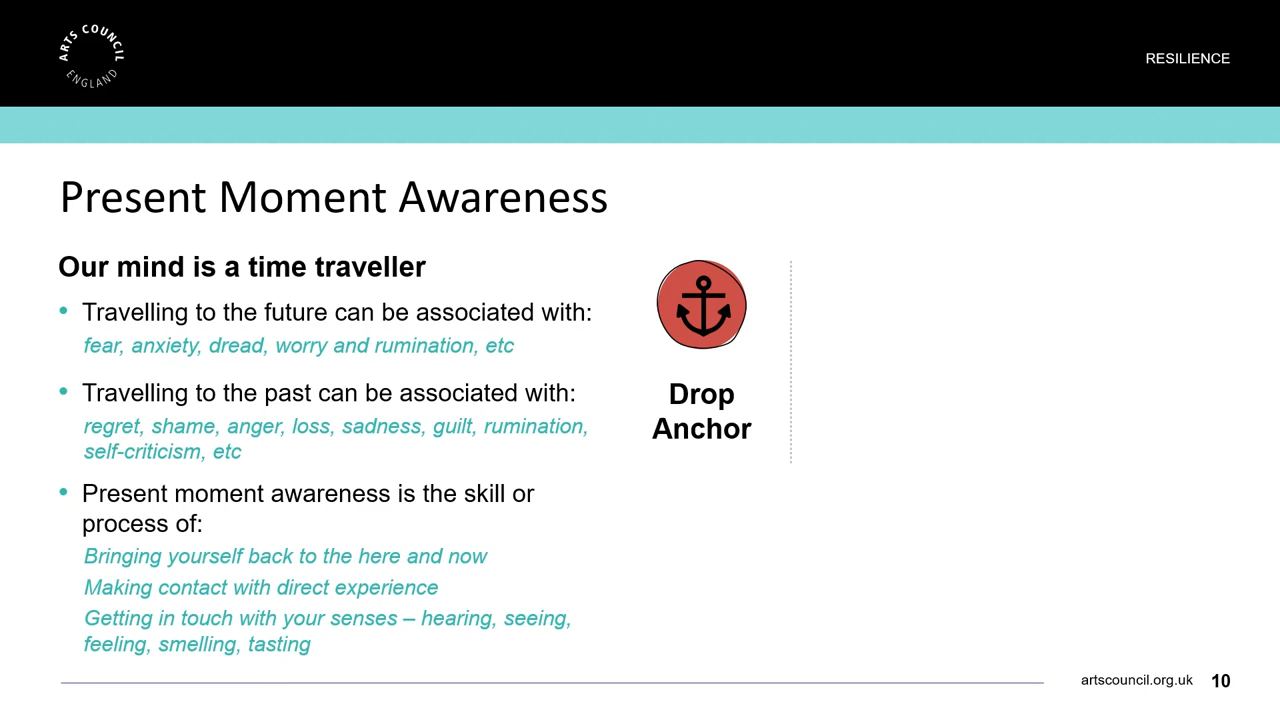 ARTS COUNCIL
ENGLAND
RESILIENCE
Present Moment Awareness
Our mind is a time traveller
• Travelling to the future can be associated with:
fear, anxiety, dread, worry and rumination, etc
• Travelling to the past can be associated with:
regret, shame, anger, loss, sadness, guilt, rumination,
self-criticism, etc
• Present moment awareness is the skill or
process of:
Bringing yourself back to the here and now
Making contact with direct experience
Getting in touch with your senses – hearing, seeing,
feeling, smelling, tasting
Drop
Anchor
artscouncil.org.uk 10